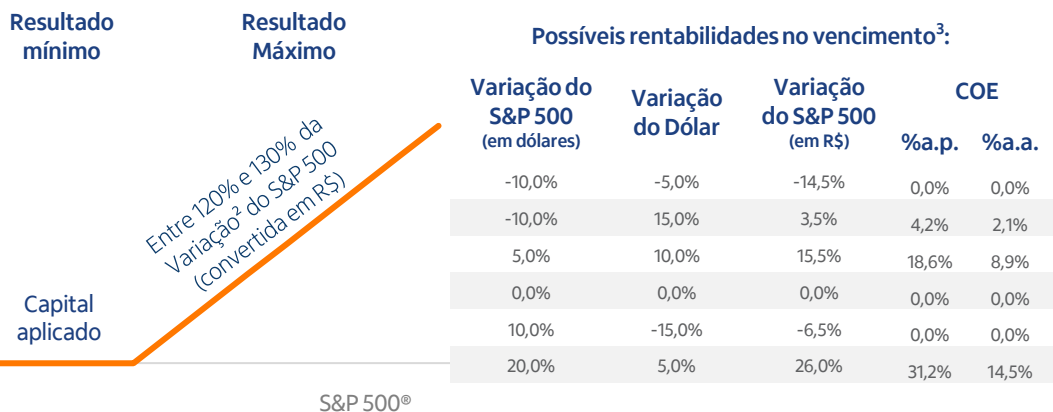 Resultado
mínimo
Resultado
Máximo
Entre 120% e 130% da
Variação² do S&P 500
(convertida em R$)
Capital
aplicado
S&P 500®
Possíveis rentabilidades no vencimento³:
Variação do
S&P 500
(em dólares)
Variação
do Dólar
Variação
do S&P 500
(em R$)
COE
%a.p. %a.a.
-10,0% -5,0% -14,5% 0,0% 0,0%
-10,0% 15,0% 3,5% 4,2% 2,1%
5,0% 10,0% 15,5% 18,6% 8,9%
0,0% 0,0% 0,0% 0,0% 0,0%
10,0% -15,0% -6,5% 0,0% 0,0%
20,0% 5,0% 26,0% 31,2% 14,5%